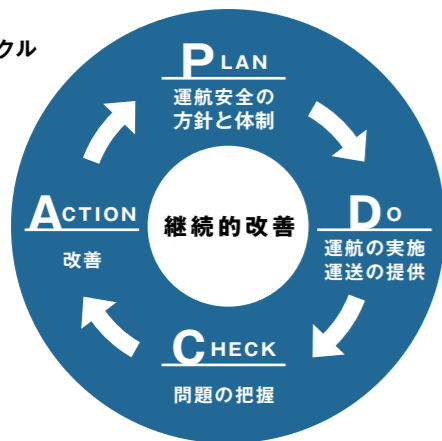 クル
PLAN
運航安全の
方針と体制
DO
運航の実施
運送の提供
CHECK
問題の把握
ACTION
改善
継続的改善